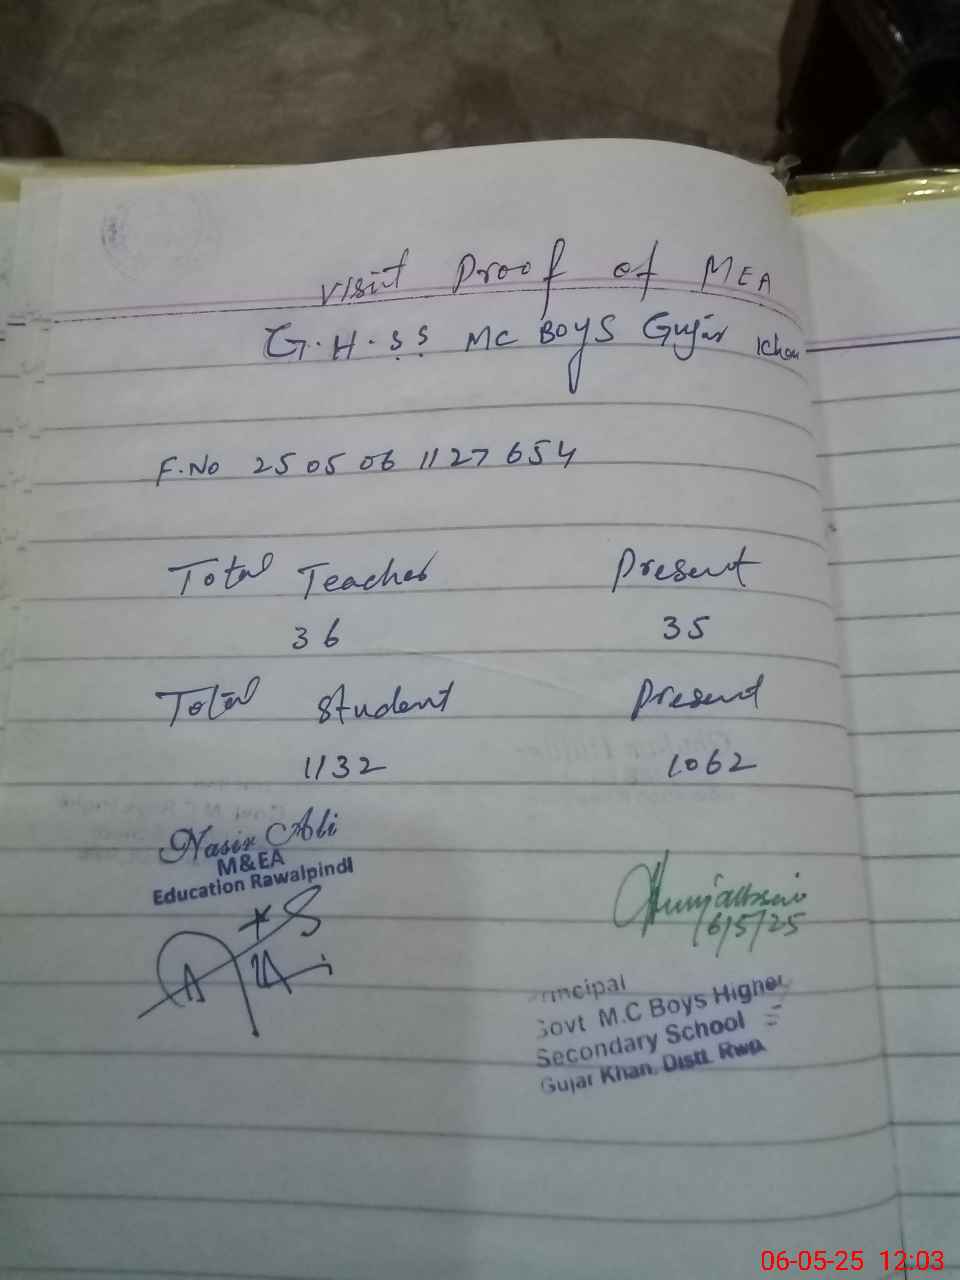 Visit Proof of MEA
G.H.S.S MC BOYS Gujar Khan
F.No 25 05 06 1127 654
Total Teacher Present
36 35
Total Student Present
1132 1062
Nasir Ali
M&EA
Education Rawalpindi
6/5/25
Principal
Govt M.C Boys Higher
Secondary School
Gujar Khan. Distt. Rwp.
06-05-25 12:03